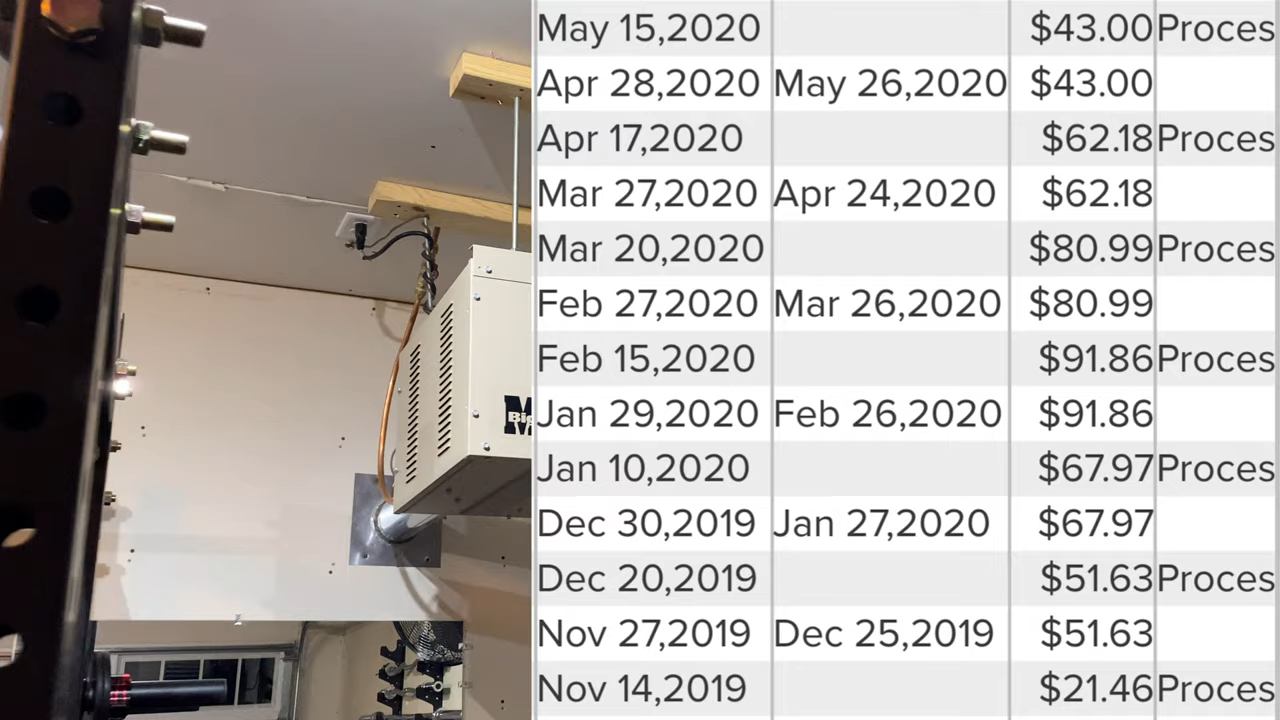 May 15,2020 $43.00 Proces
Apr 28,2020 May 26,2020 $43.00
Apr 17,2020 $62.18 Proces
Mar 27,2020 Apr 24,2020 $62.18
Mar 20,2020 $80.99 Proces
Feb 27,2020 Mar 26,2020 $80.99
Feb 15,2020 $91.86 Proces
Jan 29,2020 Feb 26,2020 $91.86
Jan 10,2020 $67.97 Proces
Dec 30,2019 Jan 27,2020 $67.97
Dec 20,2019 $51.63 Proces
Nov 27,2019 Dec 25,2019 $51.63
Nov 14,2019 $21.46 Proces